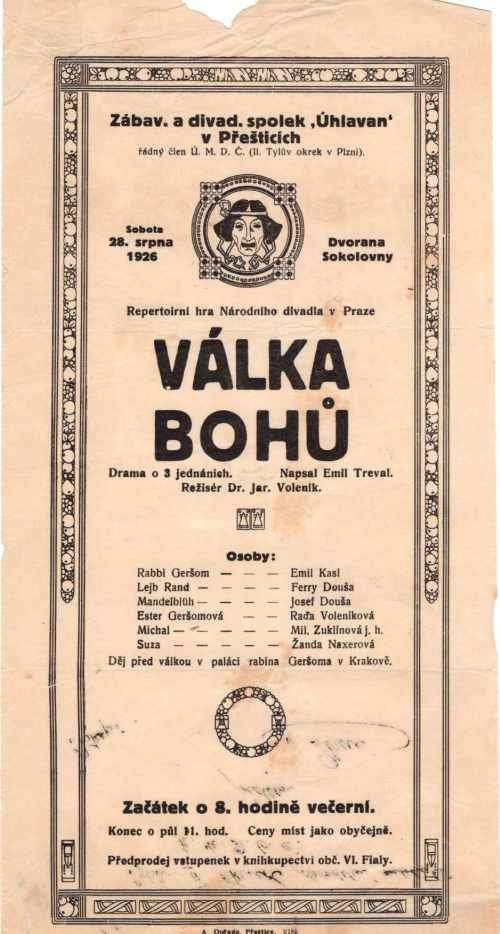 Zábav. a divad. spolek ‚Úhlavan‘
v Přešticích
řádný člen Ú. M. D. Č. (II. Tylův okrek v Plzni).
Sobota
28. srpna
1926
Dvorana
Sokolovny
Repertoirní hra Národního divadla v Praze
VÁLKA
BOHŮ
Drama o 3 jednáních. Napsal Emil Treval.
Režisér Dr. Jar. Voleník.
Osoby:
Rabbi Geršom — — — Emil Kasl
Lejb Rand — — — — Ferry Douša
Mandelblüh — — — — Josef Douša
Ester Geršomová — — Raďa Voleníková
Michal — — — — — Mil. Zuklínová j. h.
Suza — — — — Žanda Naxerová
Děj před válkou v paláci rabína Geršoma v Krakově.
Začátek o 8. hodině večerní.
Konec o půl 11. hod. Ceny míst jako obyčejně.
Předprodej vstupenek v knihkupectví obč. Vl. Fialy.